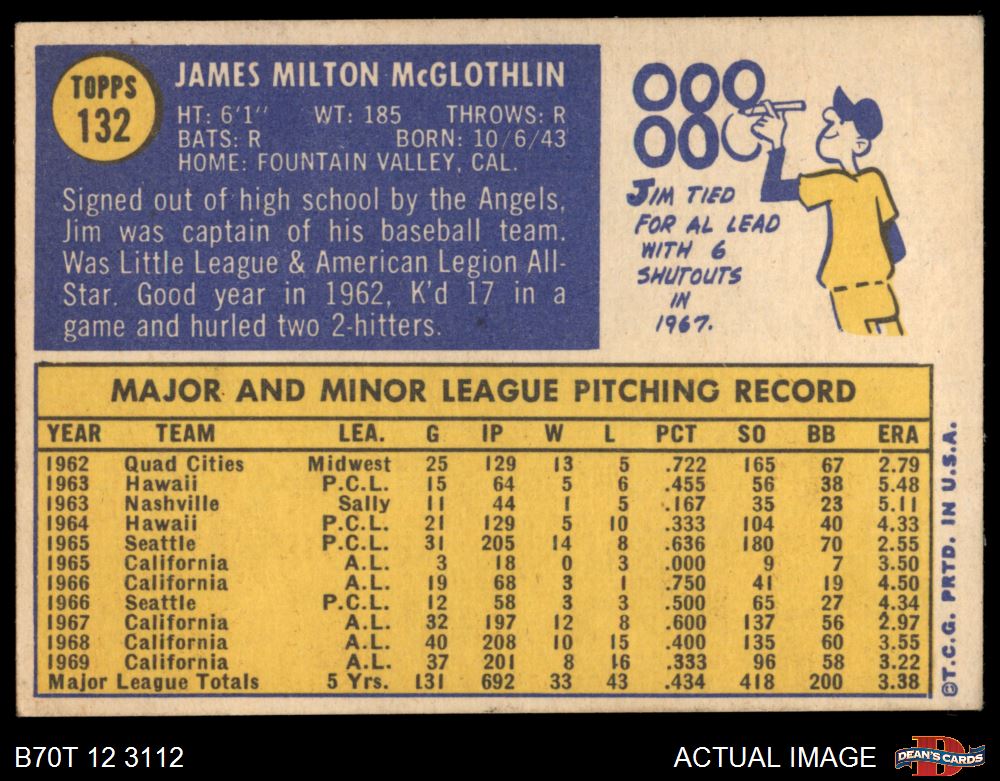 TOPPS
132
JAMES MILTON McGLOTHLIN
HT: 6'1" WT: 185 THROWS: R
BATS: R BORN: 10/6/43
HOME: FOUNTAIN VALLEY, CAL.
Signed out of high school by the Angels,
Jim was captain of his baseball team.
Was Little League & American Legion All-
Star. Good year in 1962, K'd 17 in a
game and hurled two 2-hitters.
JIM TIED
FOR AL LEAD
WITH 6
SHUTOUTS
IN
1967.
MAJOR AND MINOR LEAGUE PITCHING RECORD
YEAR TEAM LEA. G IP W L PCT SO BB ERA
1962 Quad Cities Midwest 25 129 13 5 .722 165 67 2.79
1963 Hawaii P.C.L. 15 64 5 6 .455 56 38 5.48
1963 Nashville Sally 11 44 1 5 .167 35 23 5.11
1964 Hawaii P.C.L. 21 129 5 10 .333 104 40 4.33
1965 Seattle P.C.L. 31 205 14 8 .636 180 70 2.55
1965 California A.L. 3 18 0 3 .000 9 7 3.50
1966 California A.L. 19 68 3 1 .750 41 19 4.50
1966 Seattle P.C.L. 12 58 3 3 .500 65 27 4.34
1967 California A.L. 32 197 12 8 .600 137 56 2.97
1968 California A.L. 40 208 10 15 .400 135 60 3.55
1969 California A.L. 37 201 8 16 .333 96 58 3.22
Major League Totals 5 Yrs. 131 692 33 43 .434 418 200 3.38
©T.C.G. PRTD. IN U.S.A.
B70T 12 3112
ACTUAL IMAGE
DEAN'S CARDS